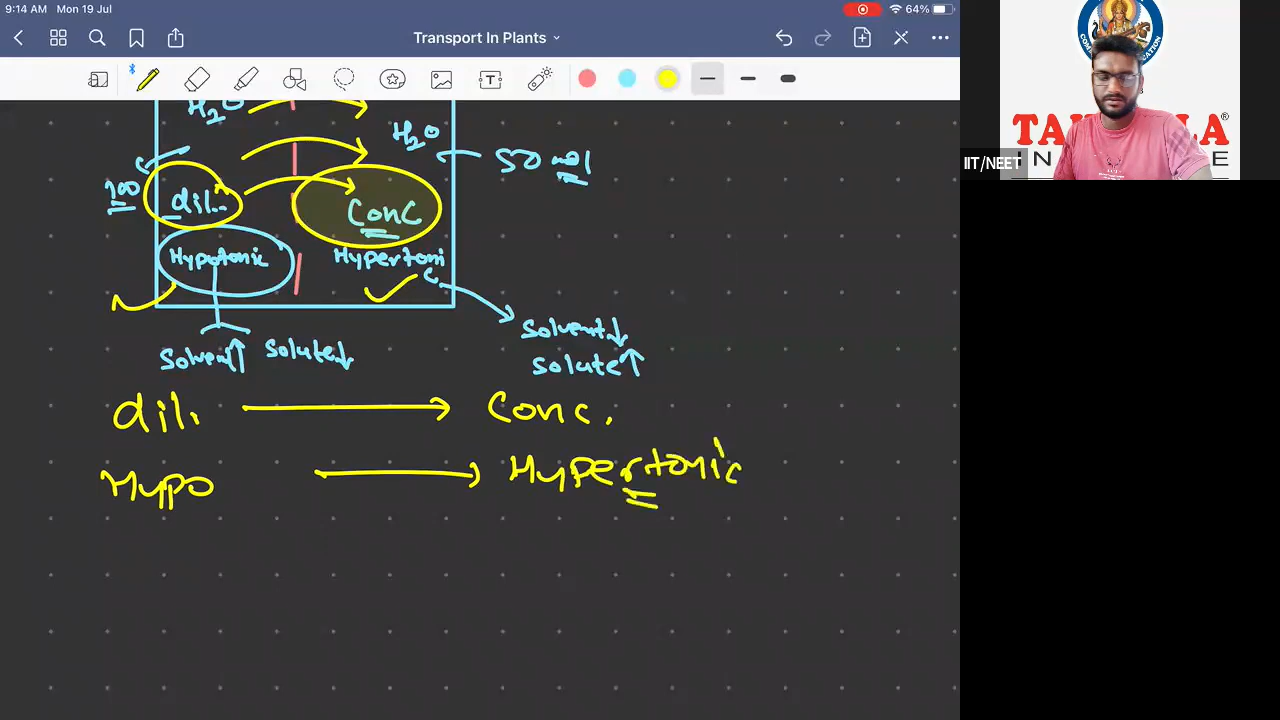 9:14 AM Mon 19 Jul
64%
Transport In Plants
H2O
H2O
50 mol
100
dil..
Conc
Hypotonic
Hypertonic
Solvent↑ Solute↓
Solvent↓
Solute↑
dil. → Conc.
Hypo → Hypertonic
IIT/NEET